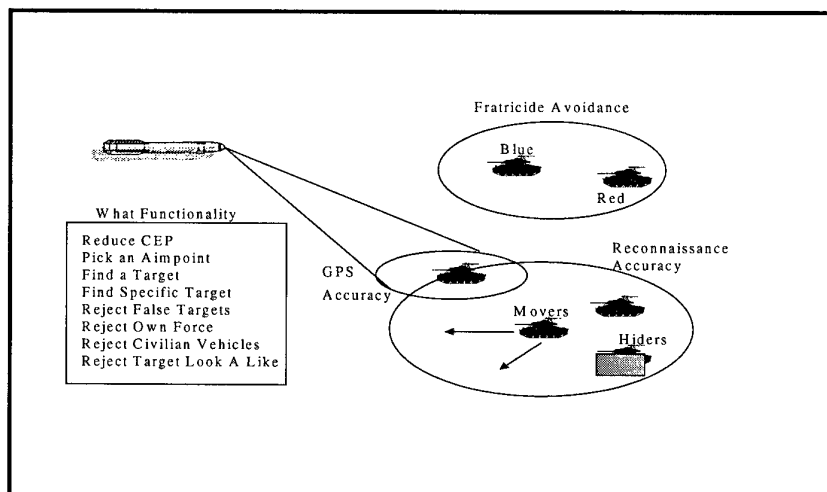 Fratricide Avoidance
Blue
Red
What Functionality
Reduce CEP
Pick an Aimpoint
Find a Target
Find Specific Target
Reject False Targets
Reject Own Force
Reject Civilian Vehicles
Reject Target Look A Like
GPS
Accuracy
Reconnaissance
Accuracy
Movers
Hiders